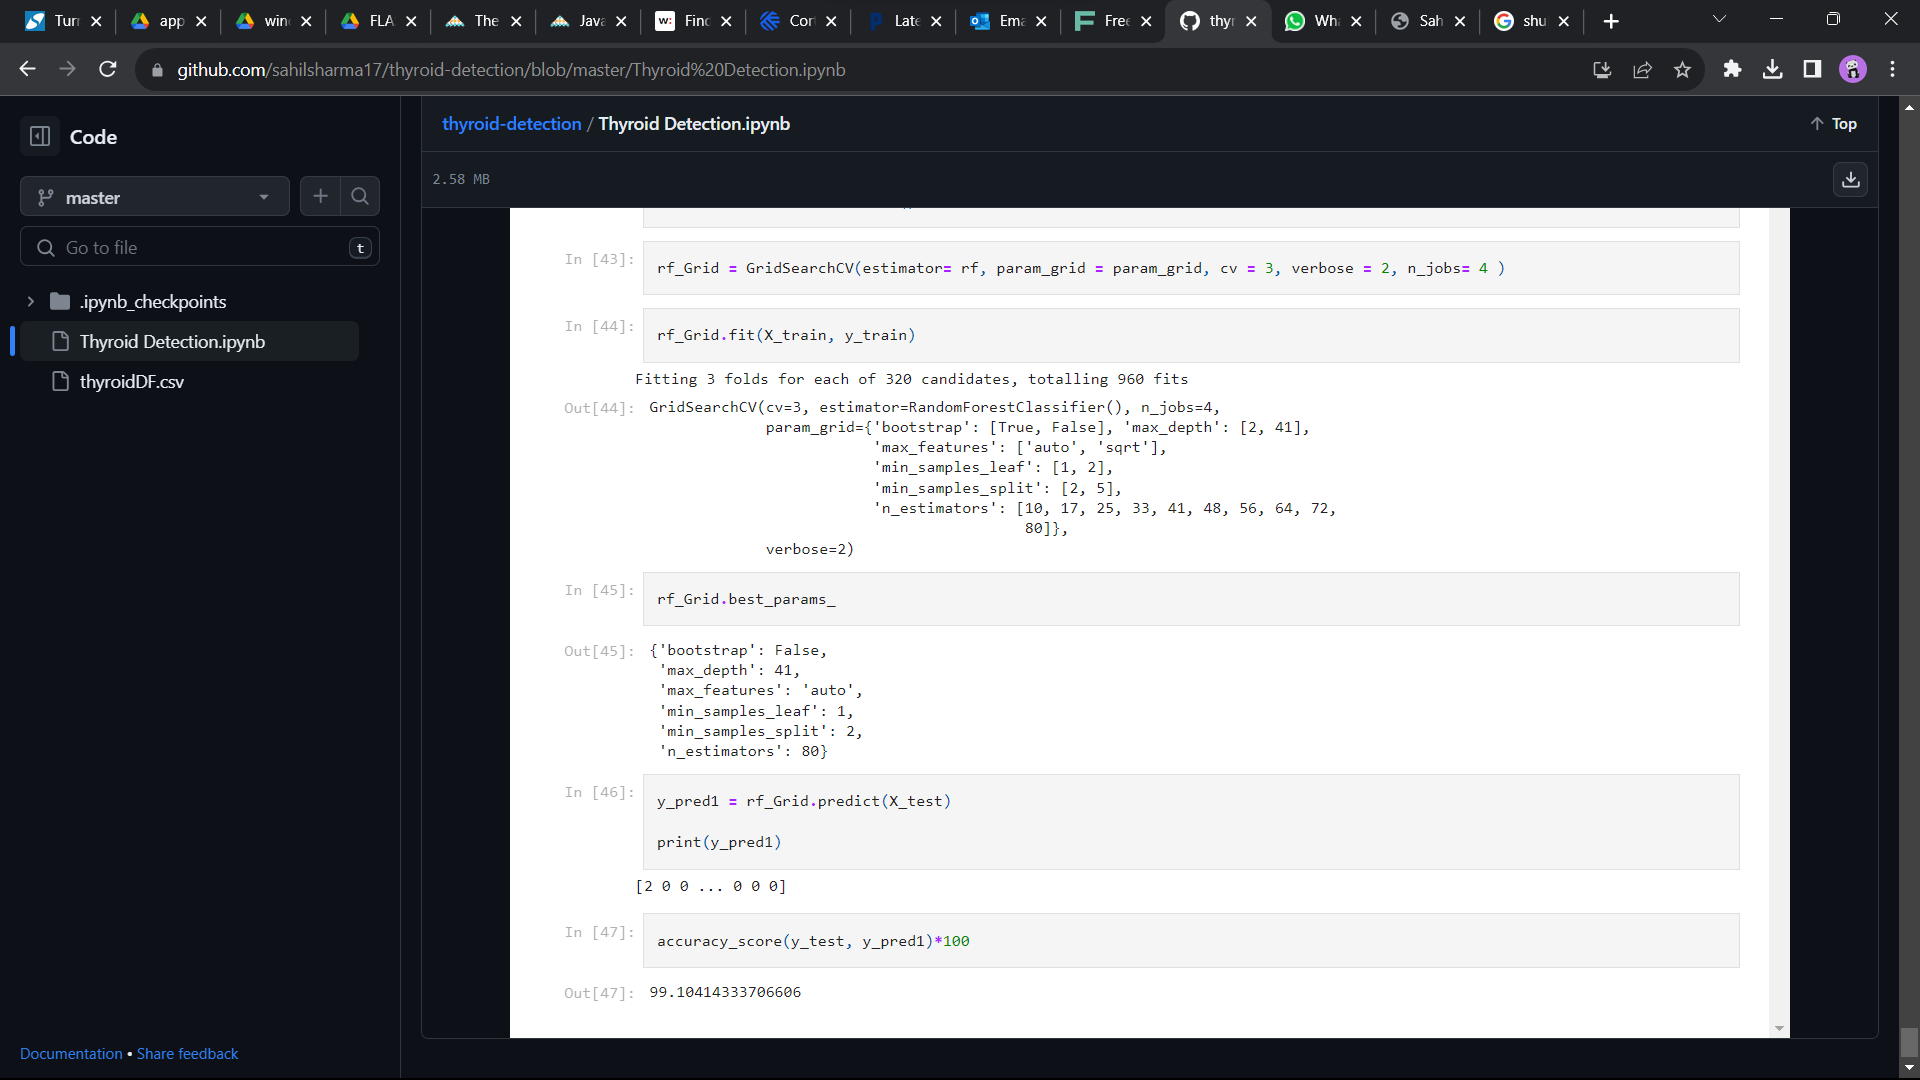 Tur
app
win
FLA
The
Java
Find
Cor
Late
Ema
Free
thyr
Wha
Sah
shu
github.com/sahilsharma17/thyroid-detection/blob/master/Thyroid%20Detection.ipynb
Code
thyroid-detection / Thyroid Detection.ipynb
Top
master
2.58 MB
Go to file
t
.ipynb_checkpoints
Thyroid Detection.ipynb
thyroidDF.csv
In [43]: rf_Grid = GridSearchCV(estimator= rf, param_grid = param_grid, cv = 3, verbose = 2, n_jobs= 4 )
In [44]: rf_Grid.fit(X_train, y_train)
Fitting 3 folds for each of 320 candidates, totalling 960 fits
Out[44]: GridSearchCV(cv=3, estimator=RandomForestClassifier(), n_jobs=4,
param_grid={'bootstrap': [True, False], 'max_depth': [2, 41],
'max_features': ['auto', 'sqrt'],
'min_samples_leaf': [1, 2],
'min_samples_split': [2, 5],
'n_estimators': [10, 17, 25, 33, 41, 48, 56, 64, 72,
80]},
verbose=2)
In [45]: rf_Grid.best_params_
Out[45]: {'bootstrap': False,
'max_depth': 41,
'max_features': 'auto',
'min_samples_leaf': 1,
'min_samples_split': 2,
'n_estimators': 80}
In [46]: y_pred1 = rf_Grid.predict(X_test)
print(y_pred1)
[2 0 0 ... 0 0 0]
In [47]: accuracy_score(y_test, y_pred1)*100
Out[47]: 99.10414333706606
Documentation • Share feedback